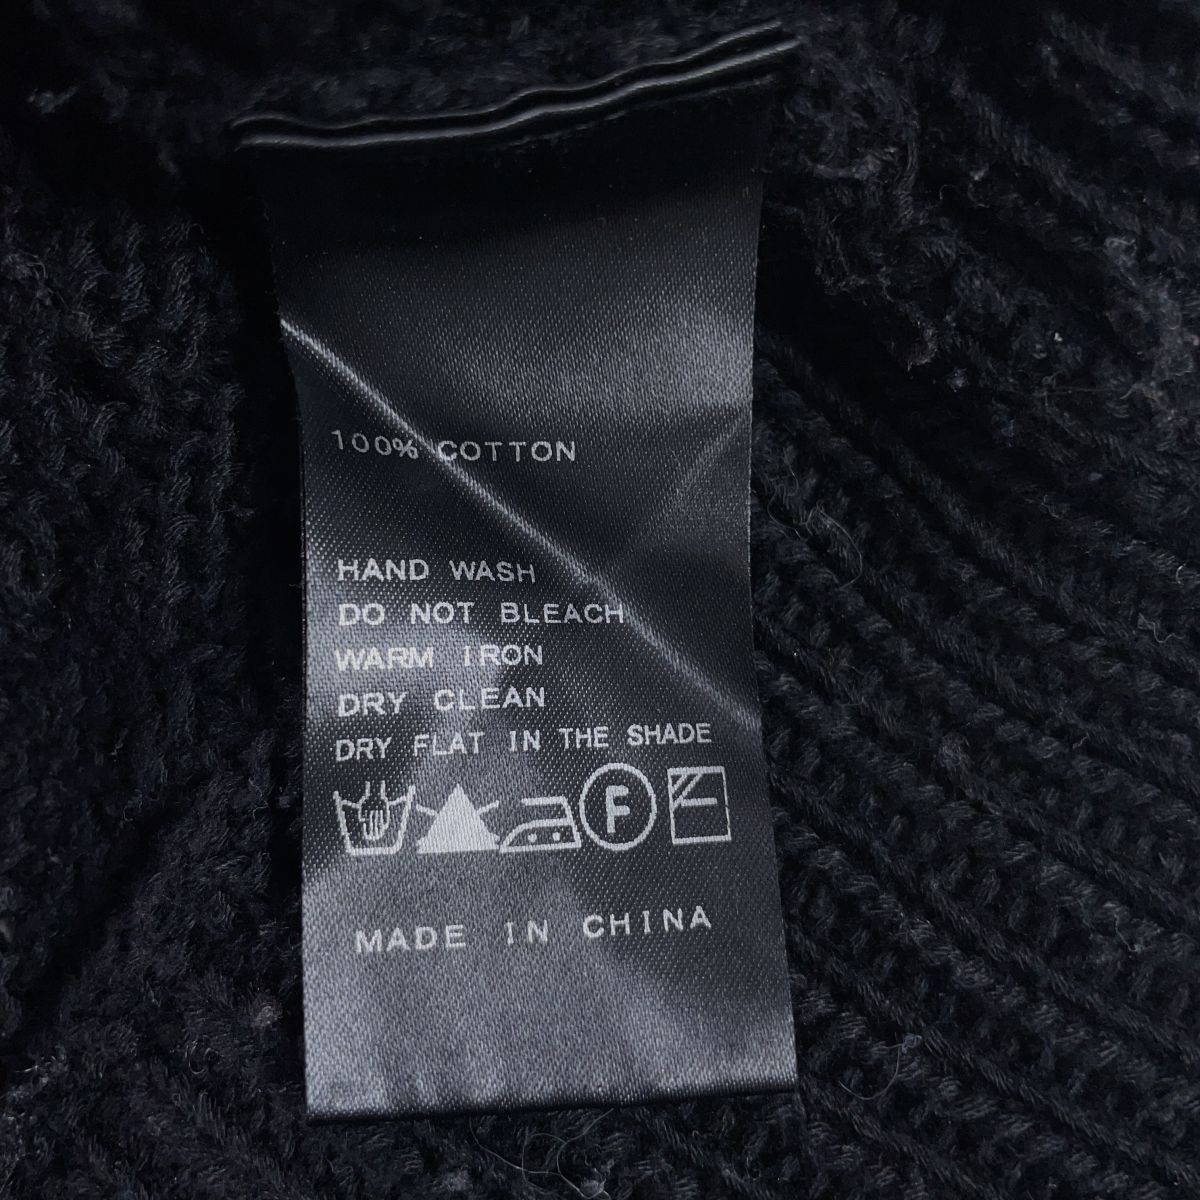 100% COTTON
HAND WASH
DO NOT BLEACH
WARM IRON
DRY CLEAN
DRY FLAT IN THE SHADE
F
MADE IN CHINA